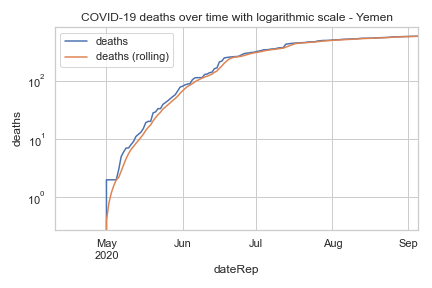 COVID-19 deaths over time with logarithmic scale - Yemen
deaths
deaths (rolling)
10²
10¹
10⁰
deaths
May
2020
Jun
Jul
Aug
Sep
dateRep